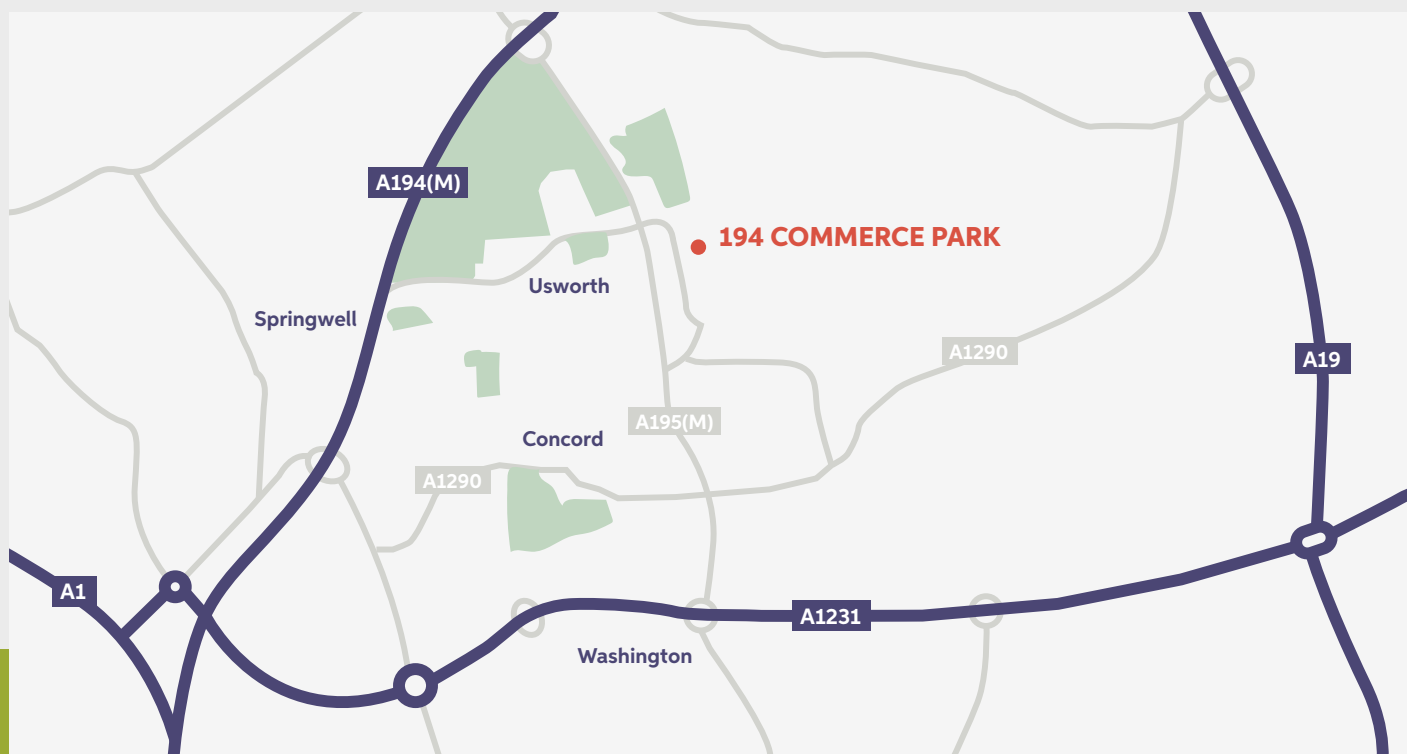 A194(M)
194 COMMERCE PARK
Usworth
Springwell
A1290
A19
A195(M)
Concord
A1290
A1
A1231
Washington